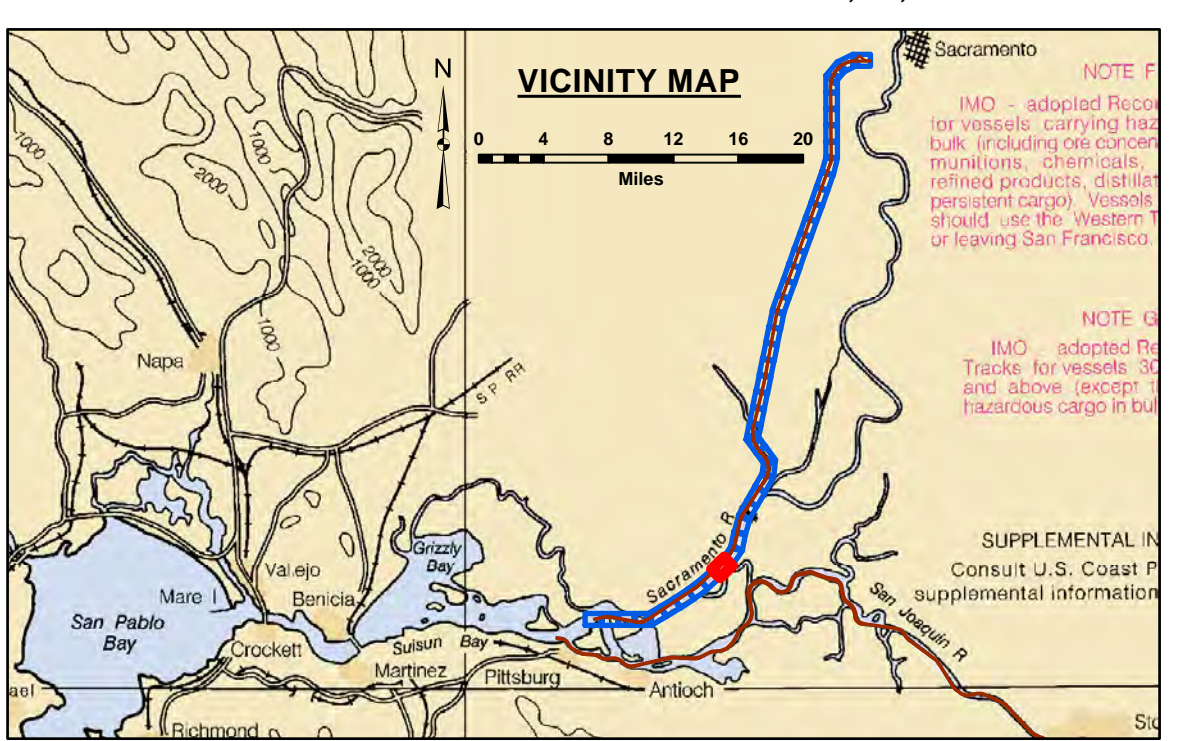 VICINITY MAP
N
0 4 8 12 16 20
Miles
Sacramento
NOTE F
IMO - adopted Recor
for vessels carrying haz
bulk (including ore concen
munitions, chemicals,
refined products, distillat
persistent cargo). Vessels
should use the Western T
or leaving San Francisco.
NOTE G
IMO - adopted Re
Tracks for vessels 30
and above (except t
hazardous cargo in bul
1000
1000
2000
2000
1000
1000
Napa
S P RR
Grizzly
Bay
Sacramento R
Vallejo
Mare I
Benicia
San Pablo
Bay
Crockett
Suisun Bay
Martinez
Pittsburg
Antioch
San Joaquin R
SUPPLEMENTAL IN
Consult U.S. Coast P
supplemental information
ael
Richmond
Sto